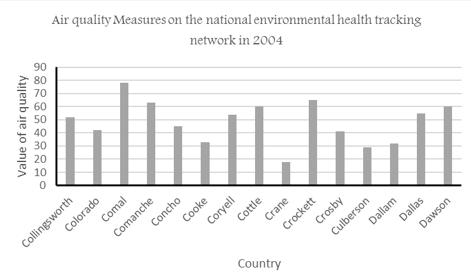 Air quality Measures on the national environmental health tracking
network in 2004
Value of air quality
90
80
70
60
50
40
30
20
10
0
Collingsworth
Colorado
Comal
Comanche
Concho
Cooke
Coryell
Cottle
Crane
Crockett
Crosby
Culberson
Dallam
Dallas
Dawson
Country